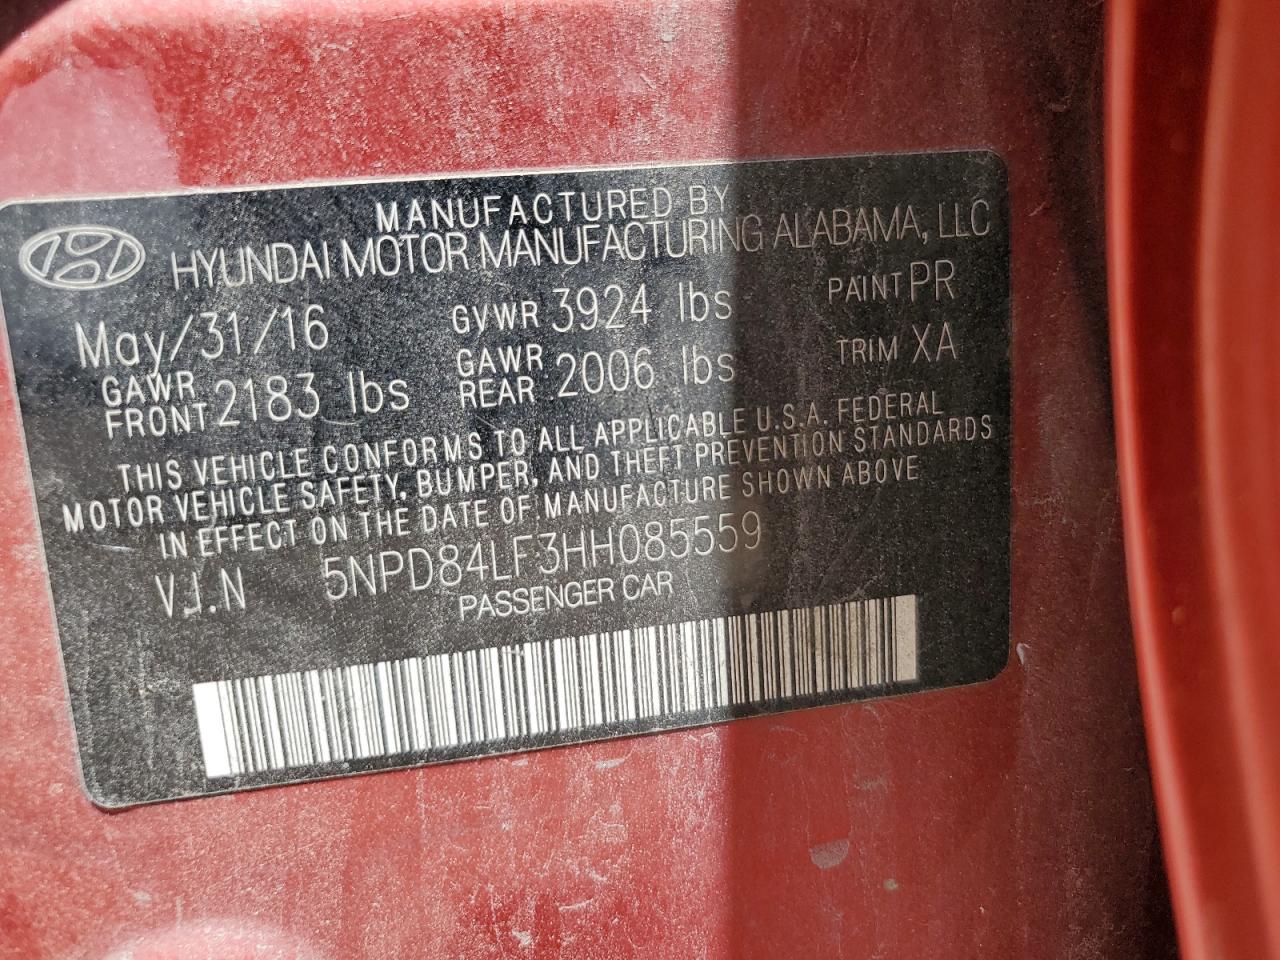 MANUFACTURED BY
HYUNDAI MOTOR MANUFACTURING ALABAMA, LLC
May/31/16 GVWR 3924 lbs PAINT PR
GAWR FRONT 2183 lbs GAWR REAR 2006 lbs TRIM XA
THIS VEHICLE CONFORMS TO ALL APPLICABLE U.S.A. FEDERAL
MOTOR VEHICLE SAFETY, BUMPER, AND THEFT PREVENTION STANDARDS
IN EFFECT ON THE DATE OF MANUFACTURE SHOWN ABOVE
V.I.N 5NPD84LF3HH085559
PASSENGER CAR